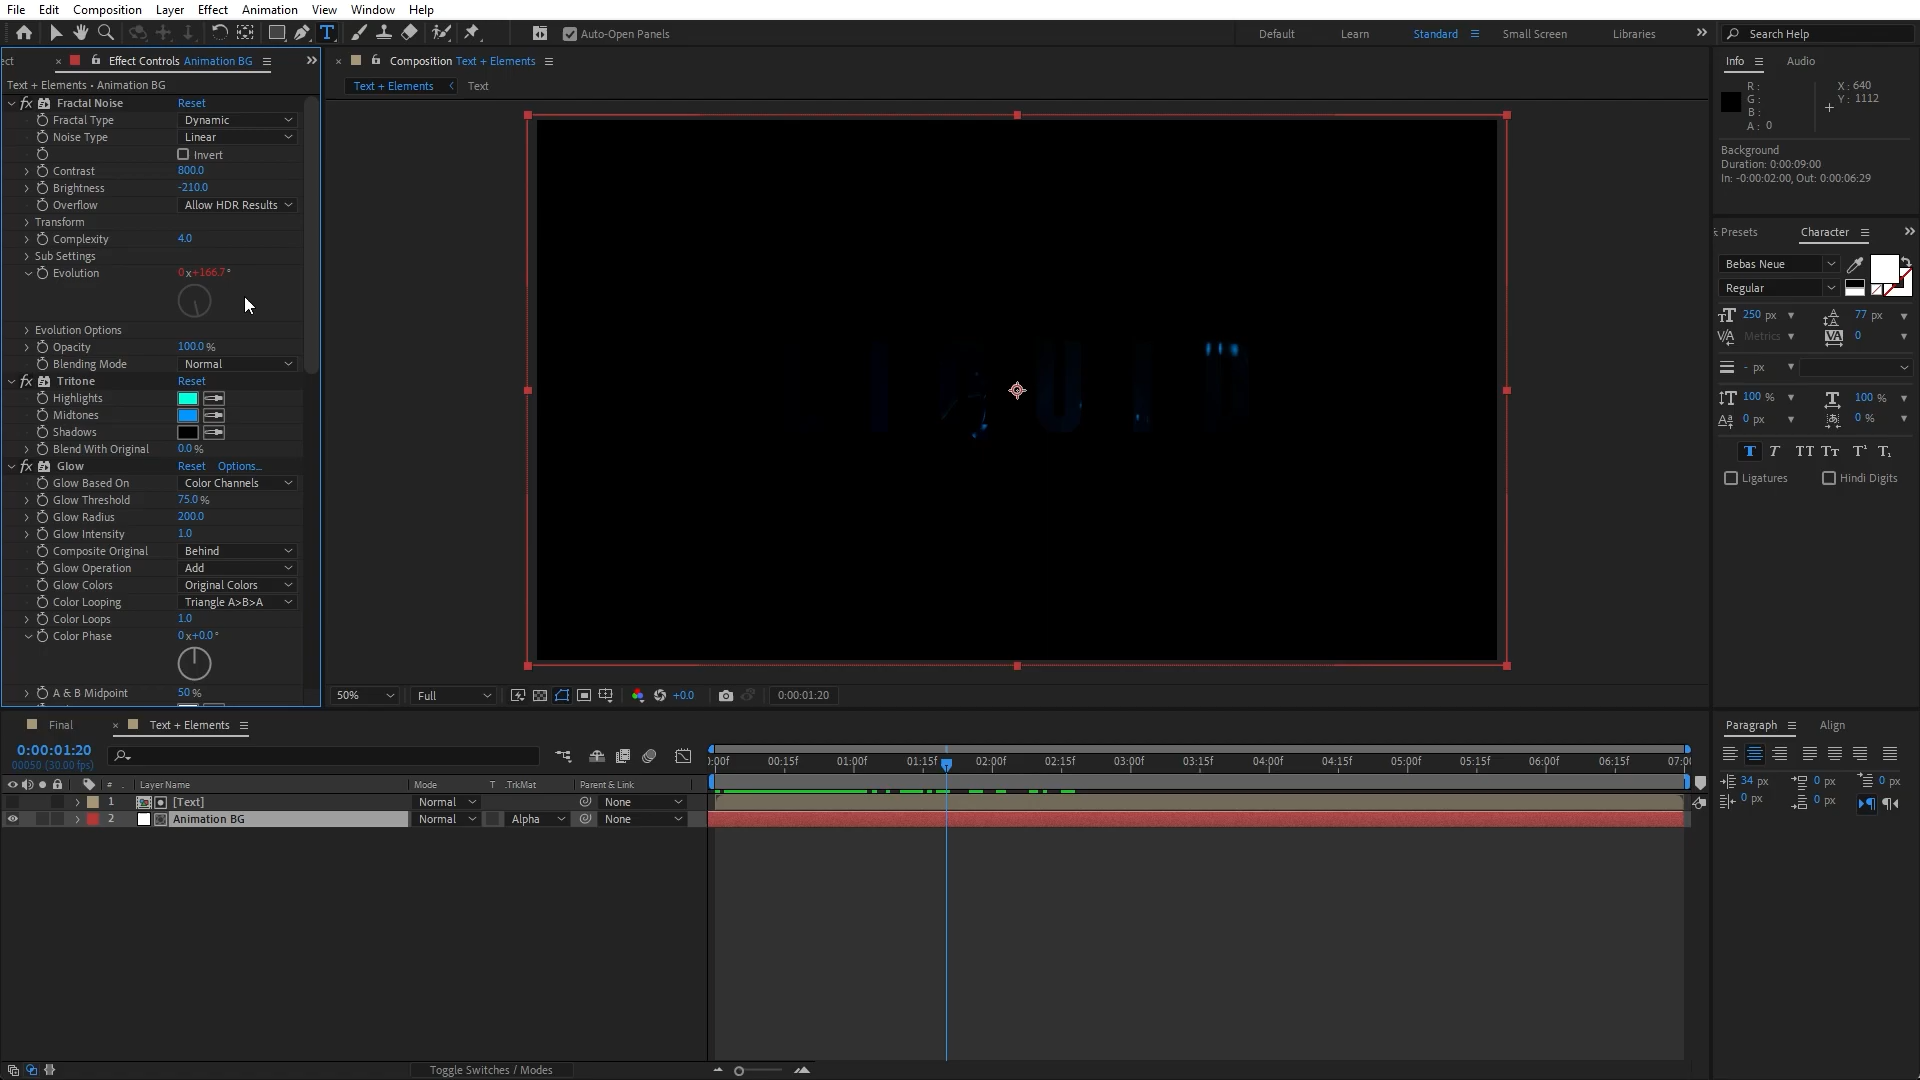 File Edit Composition Layer Effect Animation View Window Help
Auto-Open Panels
Default Learn Standard Small Screen Libraries
Search Help
ect
Effect Controls Animation BG
Text + Elements • Animation BG
Fractal Noise Reset
Fractal Type Dynamic
Noise Type Linear
Invert
Contrast 800.0
Brightness -210.0
Overflow Allow HDR Results
Transform
Complexity 4.0
Sub Settings
Evolution 0x+166.7°
Evolution Options
Opacity 100.0 %
Blending Mode Normal
Tritone Reset
Highlights
Midtones
Shadows
Blend With Original 0.0 %
Glow Reset Options...
Glow Based On Color Channels
Glow Threshold 75.0 %
Glow Radius 200.0
Glow Intensity 1.0
Composite Original Behind
Glow Operation Add
Glow Colors Original Colors
Color Looping Triangle A>B>A
Color Loops 1.0
Color Phase 0x+0.0°
A & B Midpoint 50 %
Composition Text + Elements
Text + Elements Text
50% Full +0.0 0:00:01:20
Info Audio
R :
G :
B :
A : 0
X : 640
Y : 1112
Background
Duration: 0:00:09:00
In: -0:00:02:00, Out: 0:00:06:29
Presets Character
Bebas Neue
Regular
250 px 77 px
Metrics 0
- px
100 % 100 %
0 px 0 %
Ligatures Hindi Digits
Paragraph Align
34 px 0 px 0 px
0 px 0 px
Final Text + Elements
0:00:01:20
00050 (30.00 fps)
# Layer Name Mode T .TrkMat Parent & Link
1 [Text] Normal None
2 Animation BG Normal Alpha None
):00f 00:15f 01:00f 01:15f 02:00f 02:15f 03:00f 03:15f 04:00f 04:15f 05:00f 05:15f 06:00f 06:15f 07:00
Toggle Switches / Modes